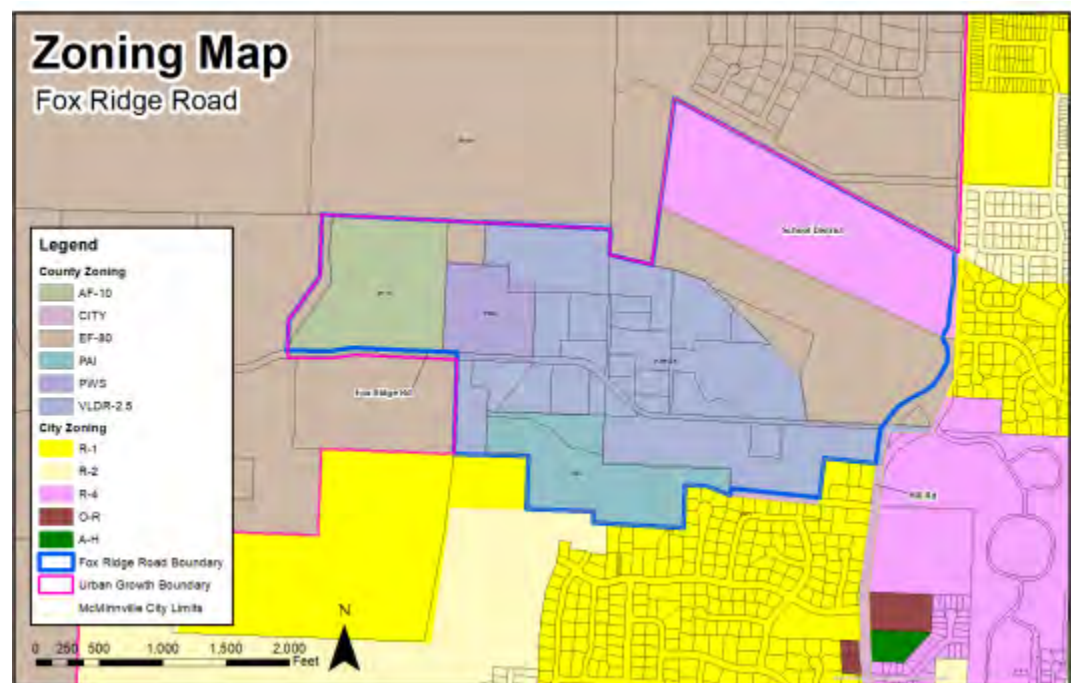 Zoning Map
Fox Ridge Road
School District
Legend
County Zoning
AF-10
CITY
EF-80
PAI
PWS
VLDR-2.5
City Zoning
R-1
R-2
R-4
O-R
A-H
Fox Ridge Road Boundary
Urban Growth Boundary
McMinnville City Limits
Fox Ridge Rd
Hill Rd
N
0 250 500 1,000 1,500 2,000
Feet